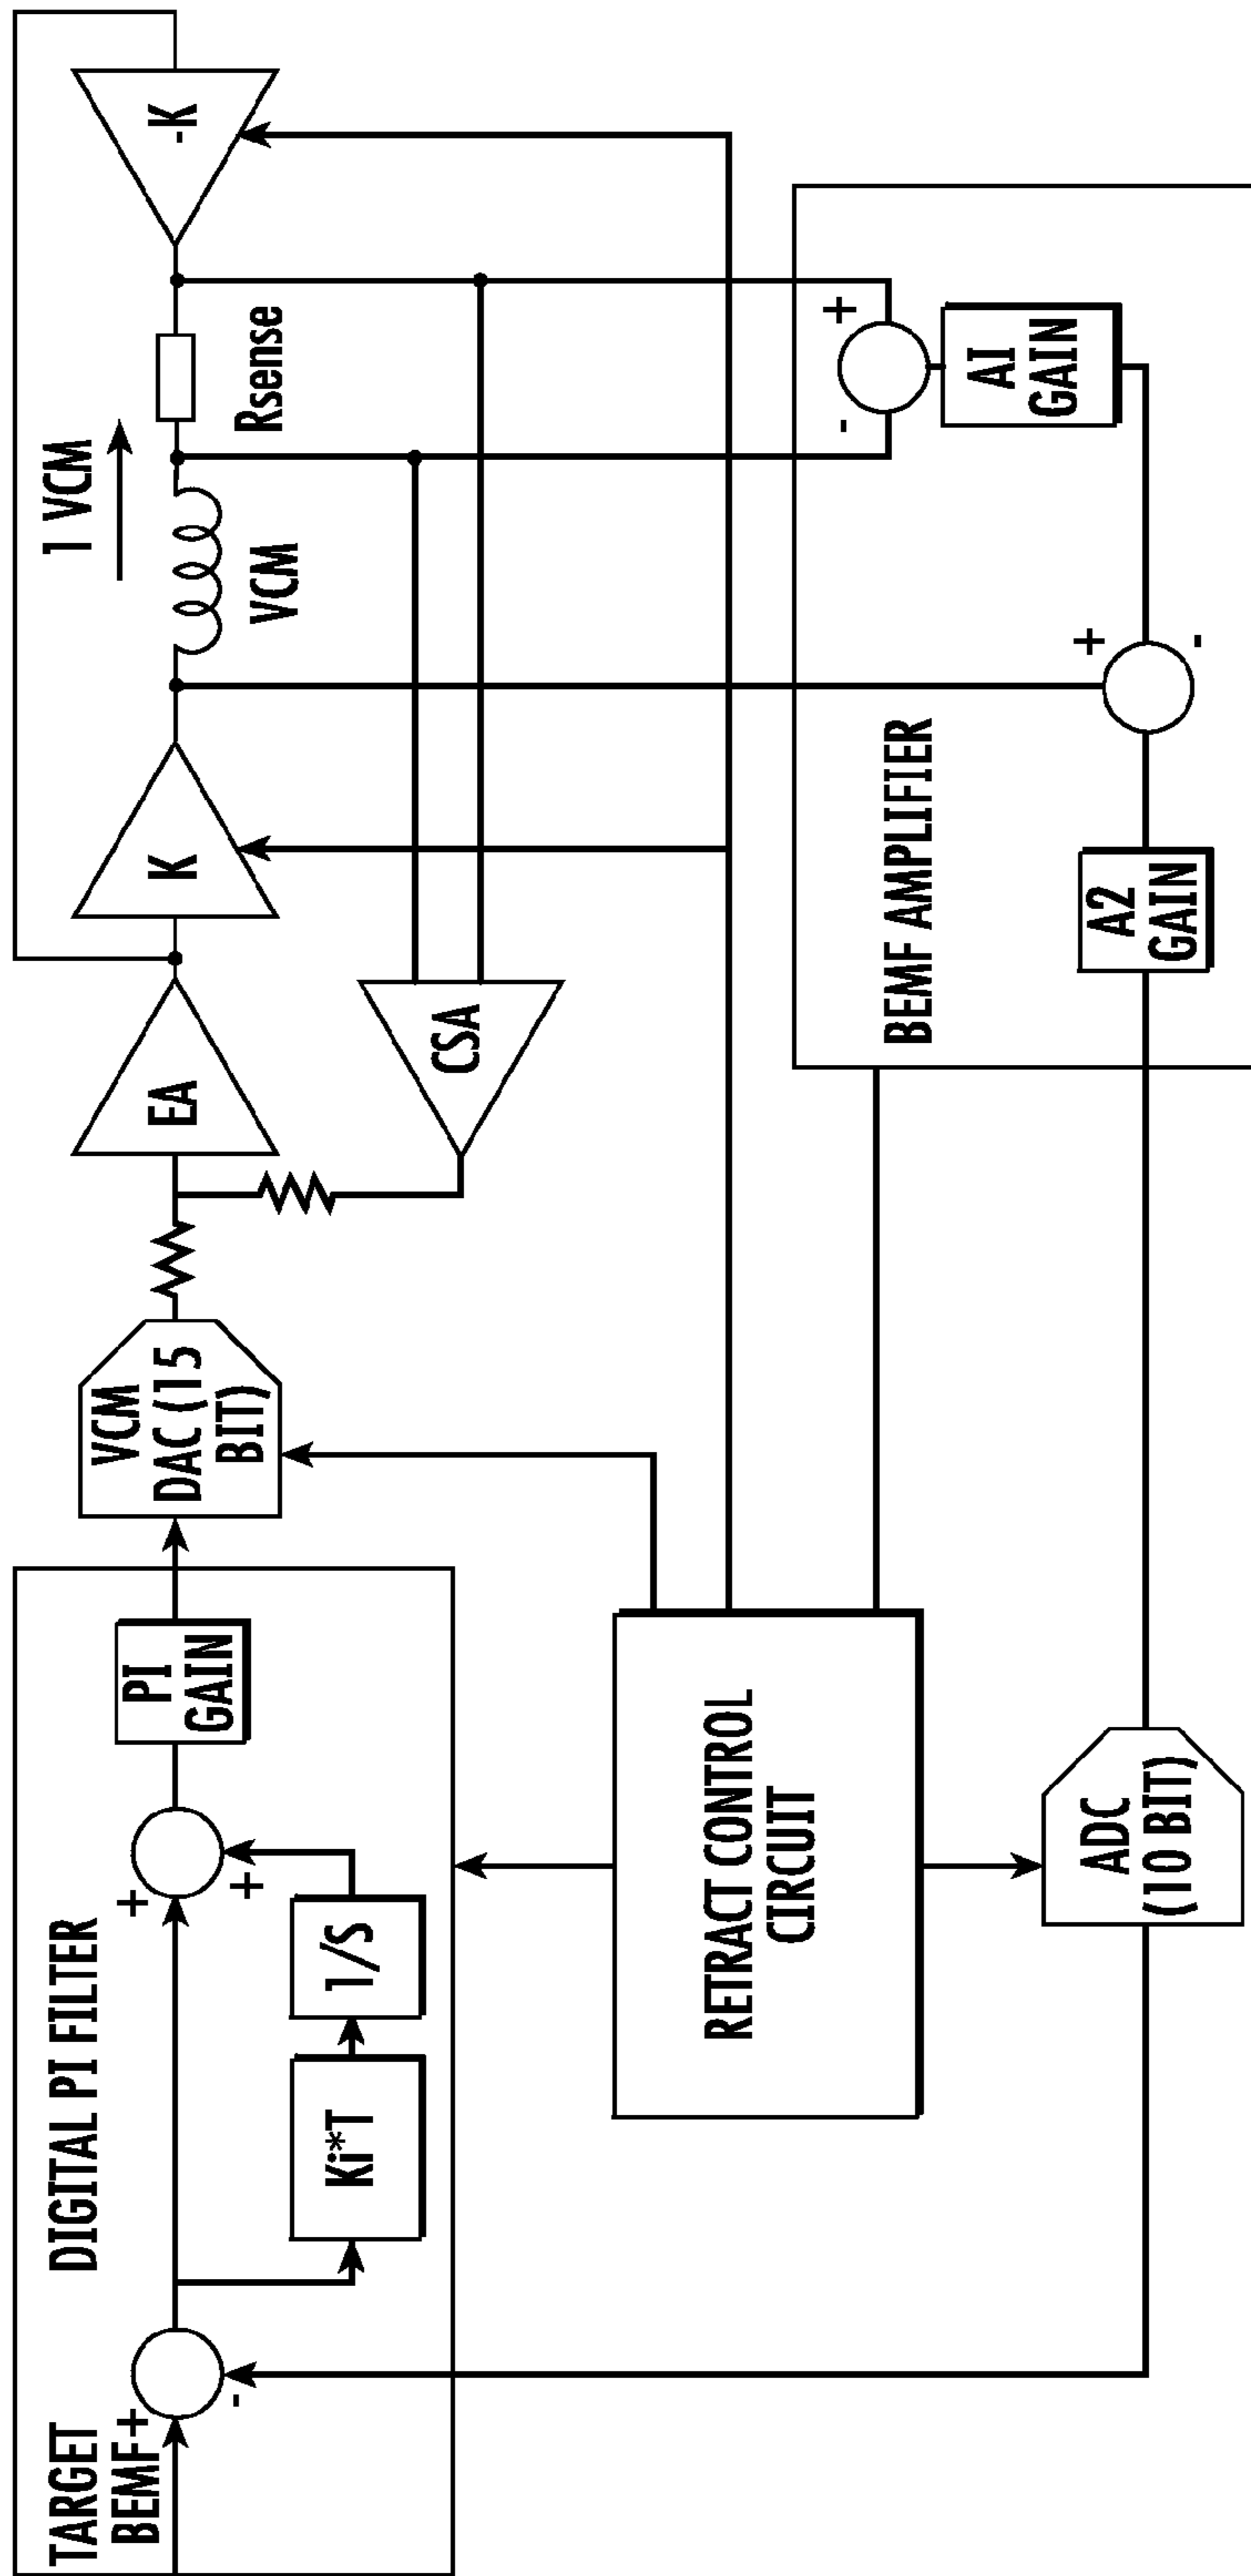 DIGITAL PI FILTER
TARGET
BEMF+
-
+
+
Ki*T
1/S
PI
GAIN
VCM
DAC (15
BIT)
EA
CSA
K
1 VCM
VCM
Rsense
-K
RETRACT CONTROL
CIRCUIT
BEMF AMPLIFIER
-
+
AI
GAIN
+
-
A2
GAIN
ADC
(10 BIT)